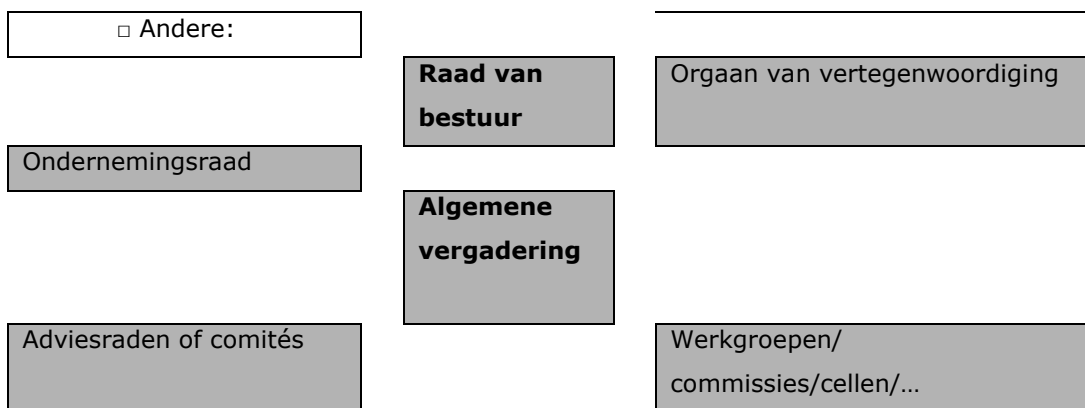 □ Andere:
Raad van
bestuur
Orgaan van vertegenwoordiging
Ondernemingsraad
Algemene
vergadering
Adviesraden of comités
Werkgroepen/
commissies/cellen/…